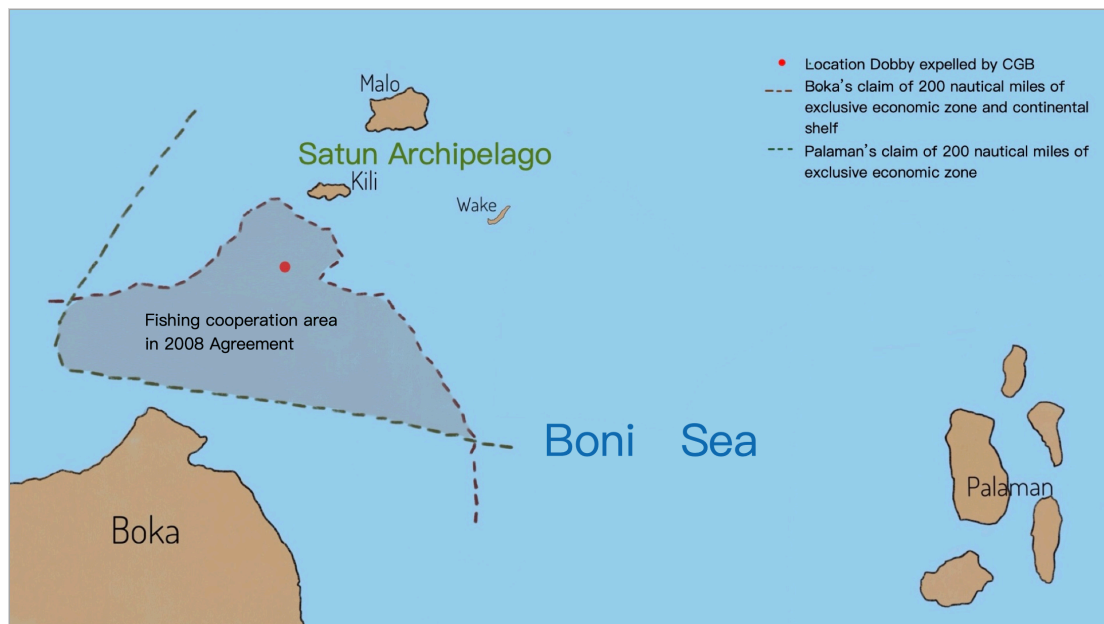 Location Dobby expelled by CGB
Boka's claim of 200 nautical miles of
exclusive economic zone and continental
shelf
Palaman's claim of 200 nautical miles of
exclusive economic zone
Malo
Satun Archipelago
Kili
Wake
Fishing cooperation area
in 2008 Agreement
Boni Sea
Palaman
Boka